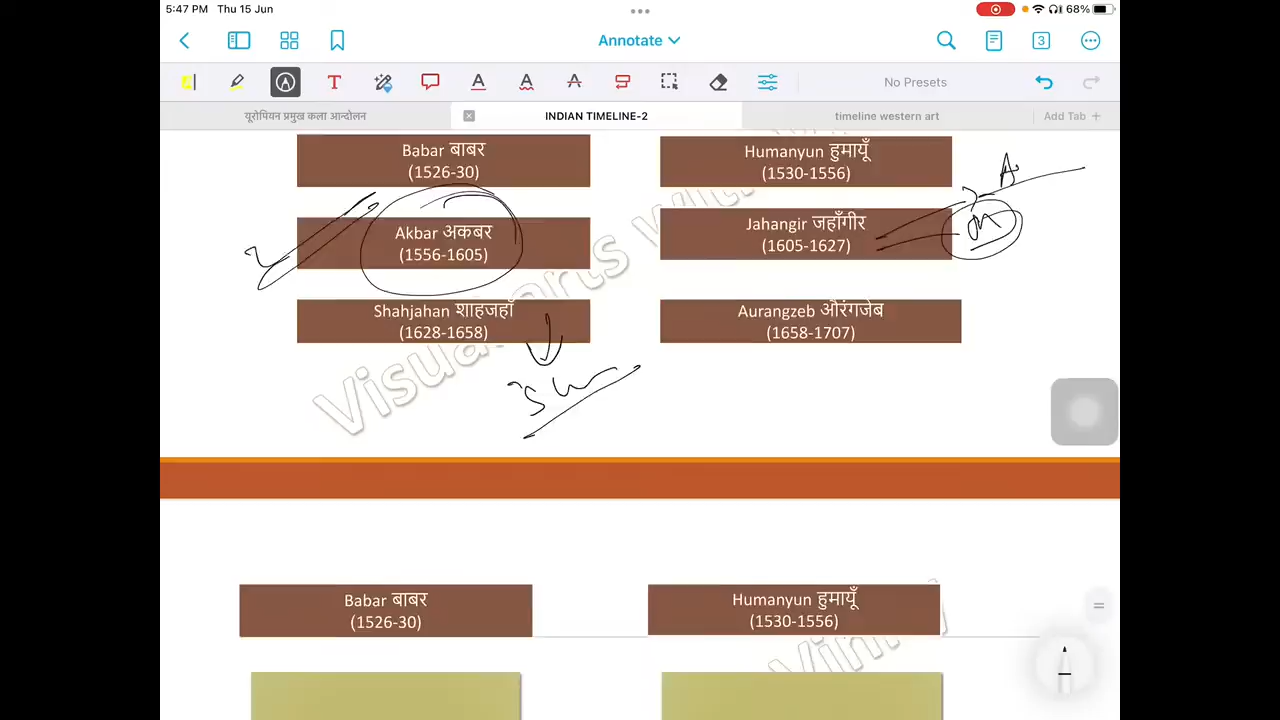 5:47 PM Thu 15 Jun
68%
Annotate
3
No Presets
यूरोपियन प्रमुख कला आन्दोलन
INDIAN TIMELINE-2
timeline western art
Add Tab +
Babar बाबर
(1526-30)
Humanyun हुमायूँ
(1530-1556)
Akbar अकबर
(1556-1605)
Jahangir जहाँगीर
(1605-1627)
Shahjahan शाहजहाँ
(1628-1658)
Aurangzeb औरंगजेब
(1658-1707)
Babar बाबर
(1526-30)
Humanyun हुमायूँ
(1530-1556)